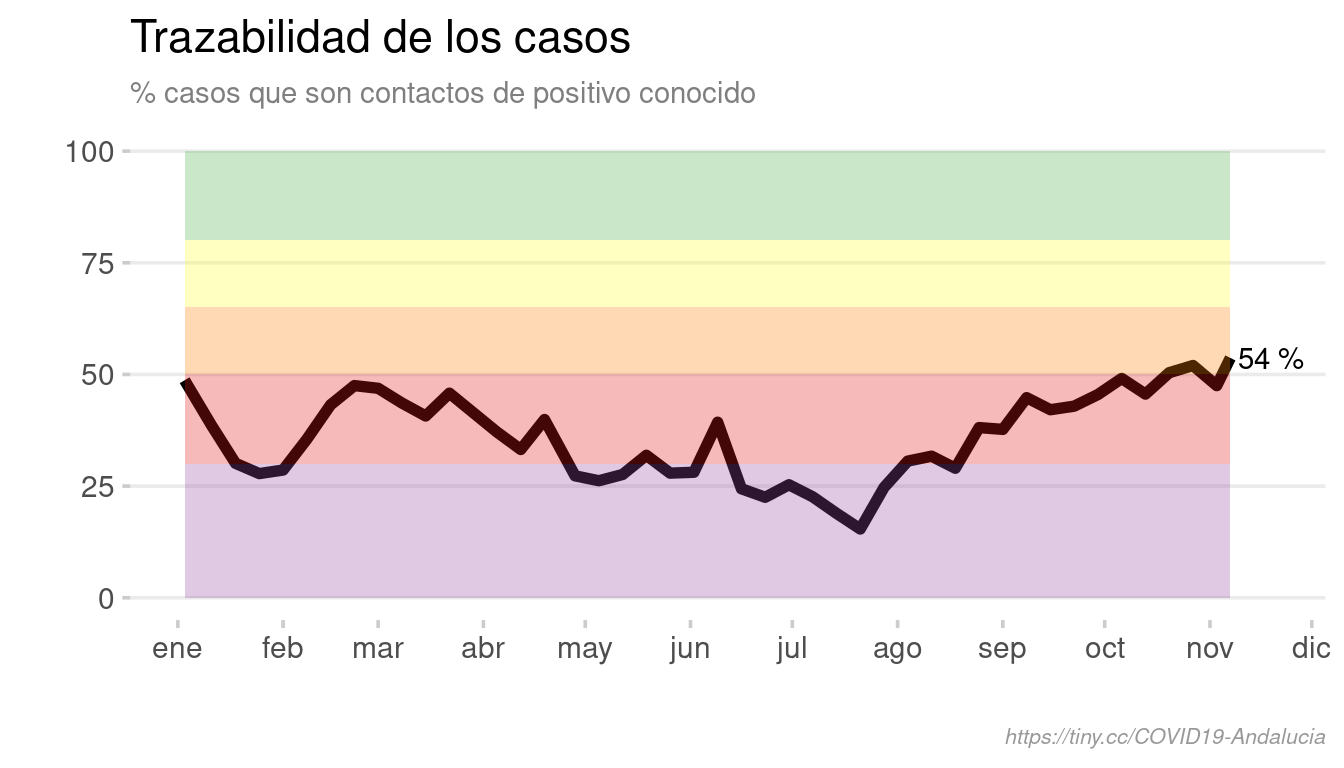 Trazabilidad de los casos
% casos que son contactos de positivo conocido
100
75
50
25
0
54 %
ene feb mar abr may jun jul ago sep oct nov dic
https://tiny.cc/COVID19-Andalucia